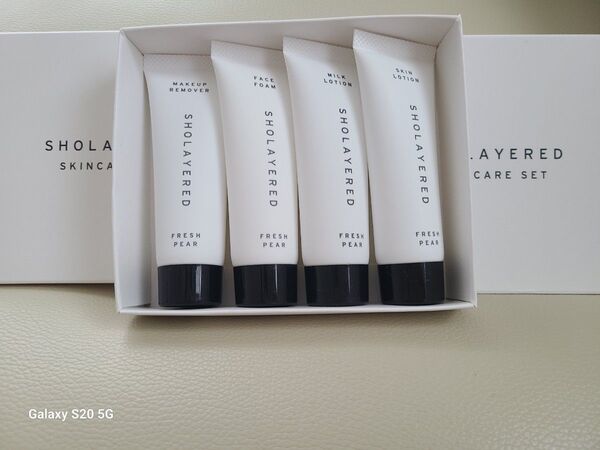 SHOLA
SKINCA
MAKEUP
REMOVER
SHOLAYERED
FRESH
PEAR
FACE
FOAM
SHOLAYERED
FRESH
PEAR
MILK
LOTION
SHOLAYERED
FRESH
PEAR
SKIN
LOTION
SHOLAYERED
FRESH
PEAR
LAYERED
CARE SET
Galaxy S20 5G